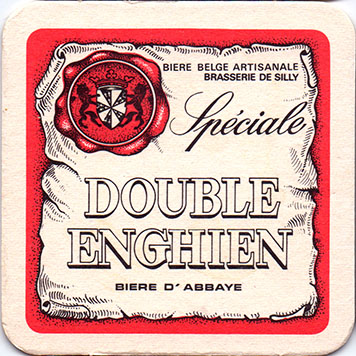 BIERE BELGE ARTISANALE
BRASSERIE DE SILLY
Spéciale
DOUBLE
ENGHIEN
BIERE D'ABBAYE